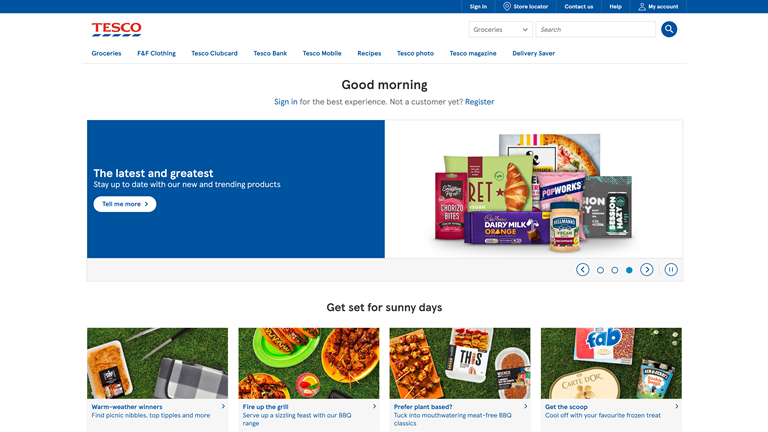 Sign in
Store locator
Contact us
Help
My account
TESCO
Groceries
Search
Groceries
F&F Clothing
Tesco Clubcard
Tesco Bank
Tesco Mobile
Recipes
Tesco photo
Tesco magazine
Delivery Saver
Good morning
Sign in for the best experience. Not a customer yet? Register
The latest and greatest
Stay up to date with our new and trending products
Tell me more
&
CHORIZO
BITES
RET
VEGAN
POPWORKS
Cadbury
DAIRY MILK
ORANGE
HELLMANN'S
VEGAN
SESSION
HAZY
Get set for sunny days
THIS
fab
CARTE D'OR
BEN & JERRY'S
Warm-weather winners
Find picnic nibbles, top tipples and more
Fire up the grill
Serve up a sizzling feast with our BBQ
range
Prefer plant based?
Tuck into mouthwatering meat-free BBQ
classics
Get the scoop
Cool off with your favourite frozen treat